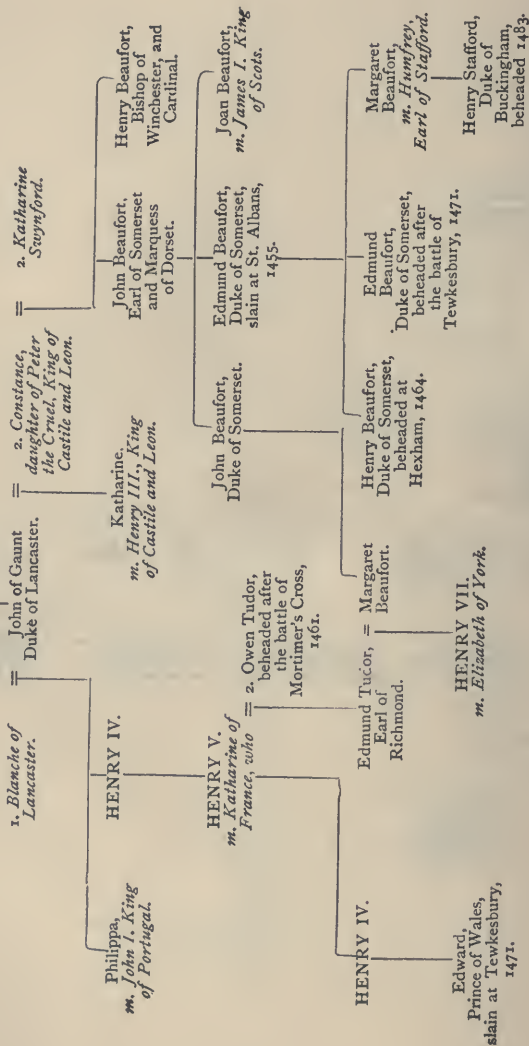 1. Blanche of
Lancaster.
=
John of Gaunt
Duke of Lancaster.
=
2. Constance,
daughter of Peter
the Cruel, King of
Castile and Leon.
=
2. Katharine
Swynford.
Philippa,
m. John I. King
of Portugal.
HENRY IV.
Katharine.
m. Henry III., King
of Castile and Leon.
John Beaufort,
Earl of Somerset
and Marquess
of Dorset.
Henry Beaufort,
Bishop of
Winchester, and
Cardinal.
HENRY V.
m. Katharine of
France, who
=
2. Owen Tudor,
beheaded after
the battle of
Mortimer's Cross,
1461.
John Beaufort,
Duke of Somerset.
Edmund Beaufort,
Duke of Somerset,
slain at St. Albans,
1455.
Joan Beaufort,
m. James I. King
of Scots.
HENRY IV.
Edmund Tudor,
Earl of
Richmond.
=
Margaret
Beaufort.
Henry Beaufort,
Duke of Somerset,
beheaded at
Hexham, 1464.
Edmund
Beaufort,
Duke of Somerset,
beheaded after
the battle of
Tewkesbury, 1471.
Margaret
Beaufort,
m. Humfrey,
Earl of Stafford.
Edward,
Prince of Wales,
slain at Tewkesbury,
1471.
HENRY VII.
m. Elizabeth of York.
Henry Stafford,
Duke of
Buckingham,
beheaded 1483.